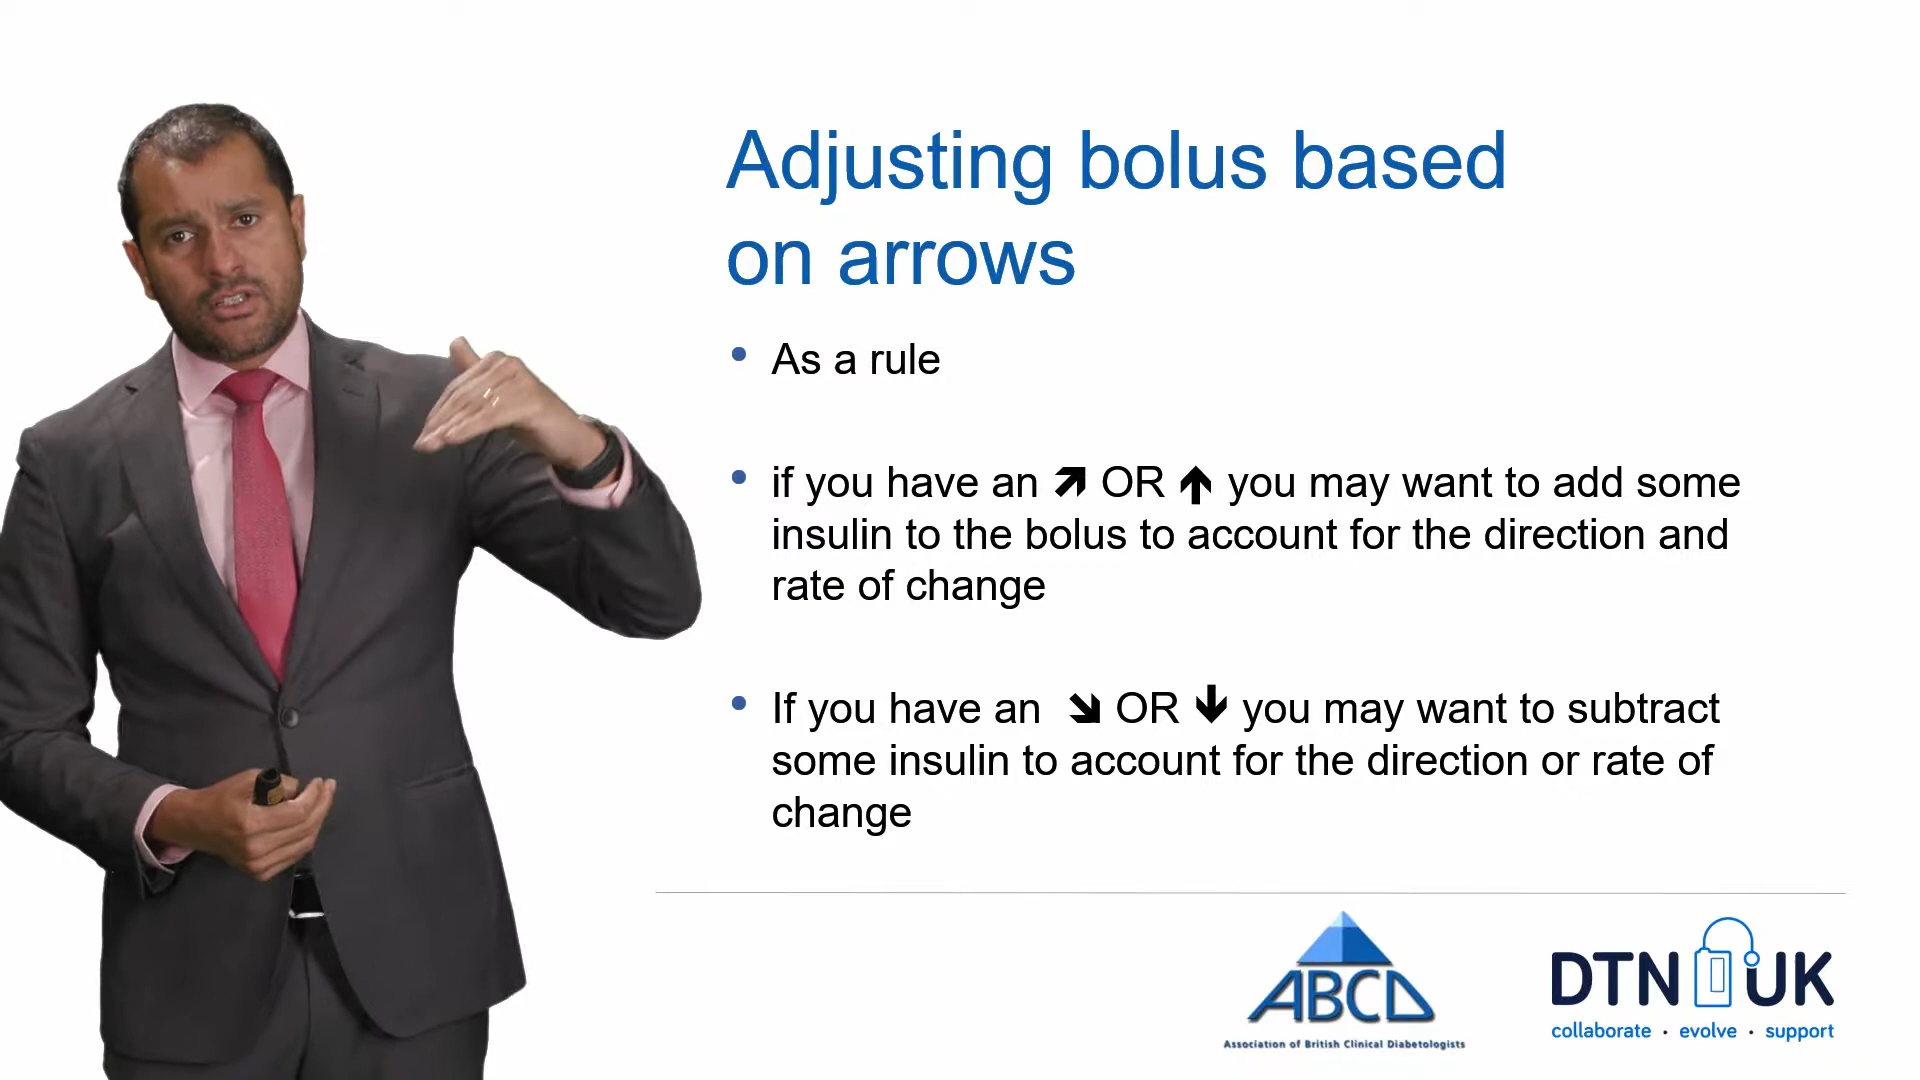 Adjusting bolus based
on arrows
• As a rule
• if you have an 🡵 OR 🡱 you may want to add some
insulin to the bolus to account for the direction and
rate of change
• If you have an 🡶 OR 🡳 you may want to subtract
some insulin to account for the direction or rate of
change
ABCD
Association of British Clinical Diabetologists
DTN UK
collaborate · evolve · support